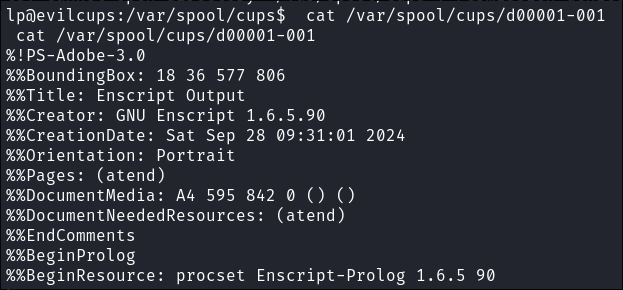 lp@evilcups:/var/spool/cups$  cat /var/spool/cups/d00001-001
 cat /var/spool/cups/d00001-001
%!PS-Adobe-3.0
%%BoundingBox: 18 36 577 806
%%Title: Enscript Output
%%Creator: GNU Enscript 1.6.5.90
%%CreationDate: Sat Sep 28 09:31:01 2024
%%Orientation: Portrait
%%Pages: (atend)
%%DocumentMedia: A4 595 842 0 () ()
%%DocumentNeededResources: (atend)
%%EndComments
%%BeginProlog
%%BeginResource: procset Enscript-Prolog 1.6.5 90